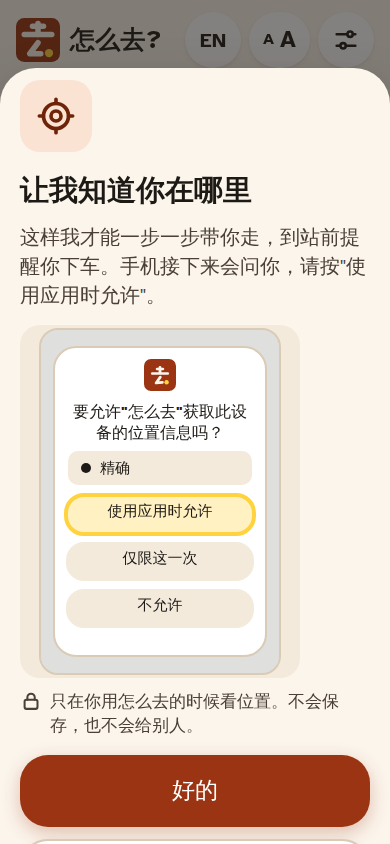 怎么去?
EN
A A
让我知道你在哪里
这样我才能一步一步带你走，到站前提
醒你下车。手机接下来会问你，请按"使
用应用时允许"。
去
要允许"怎么去"获取此设
备的位置信息吗？
精确
使用应用时允许
仅限这一次
不允许
只在你用怎么去的时候看位置。不会保
存，也不会给别人。
好的